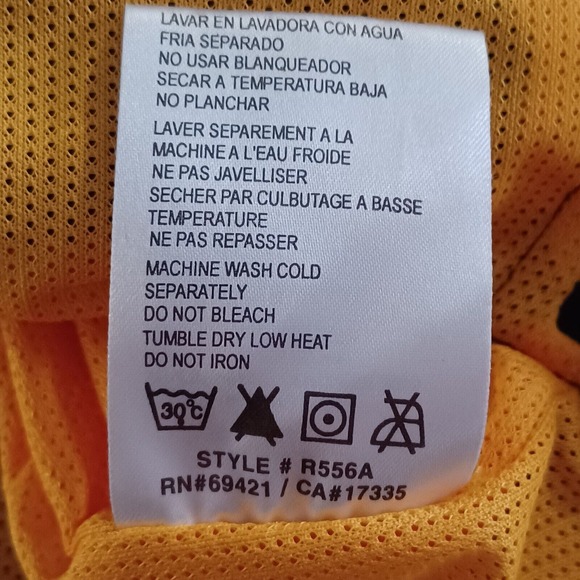 LAVAR EN LAVADORA CON AGUA
FRIA SEPARADO
NO USAR BLANQUEADOR
SECAR A TEMPERATURA BAJA
NO PLANCHAR
LAVER SEPAREMENT A LA
MACHINE A L'EAU FROIDE
NE PAS JAVELLISER
SECHER PAR CULBUTAGE A BASSE
TEMPERATURE
NE PAS REPASSER
MACHINE WASH COLD
SEPARATELY
DO NOT BLEACH
TUMBLE DRY LOW HEAT
DO NOT IRON
30°C
STYLE # R556A
RN#69421 / CA#17335